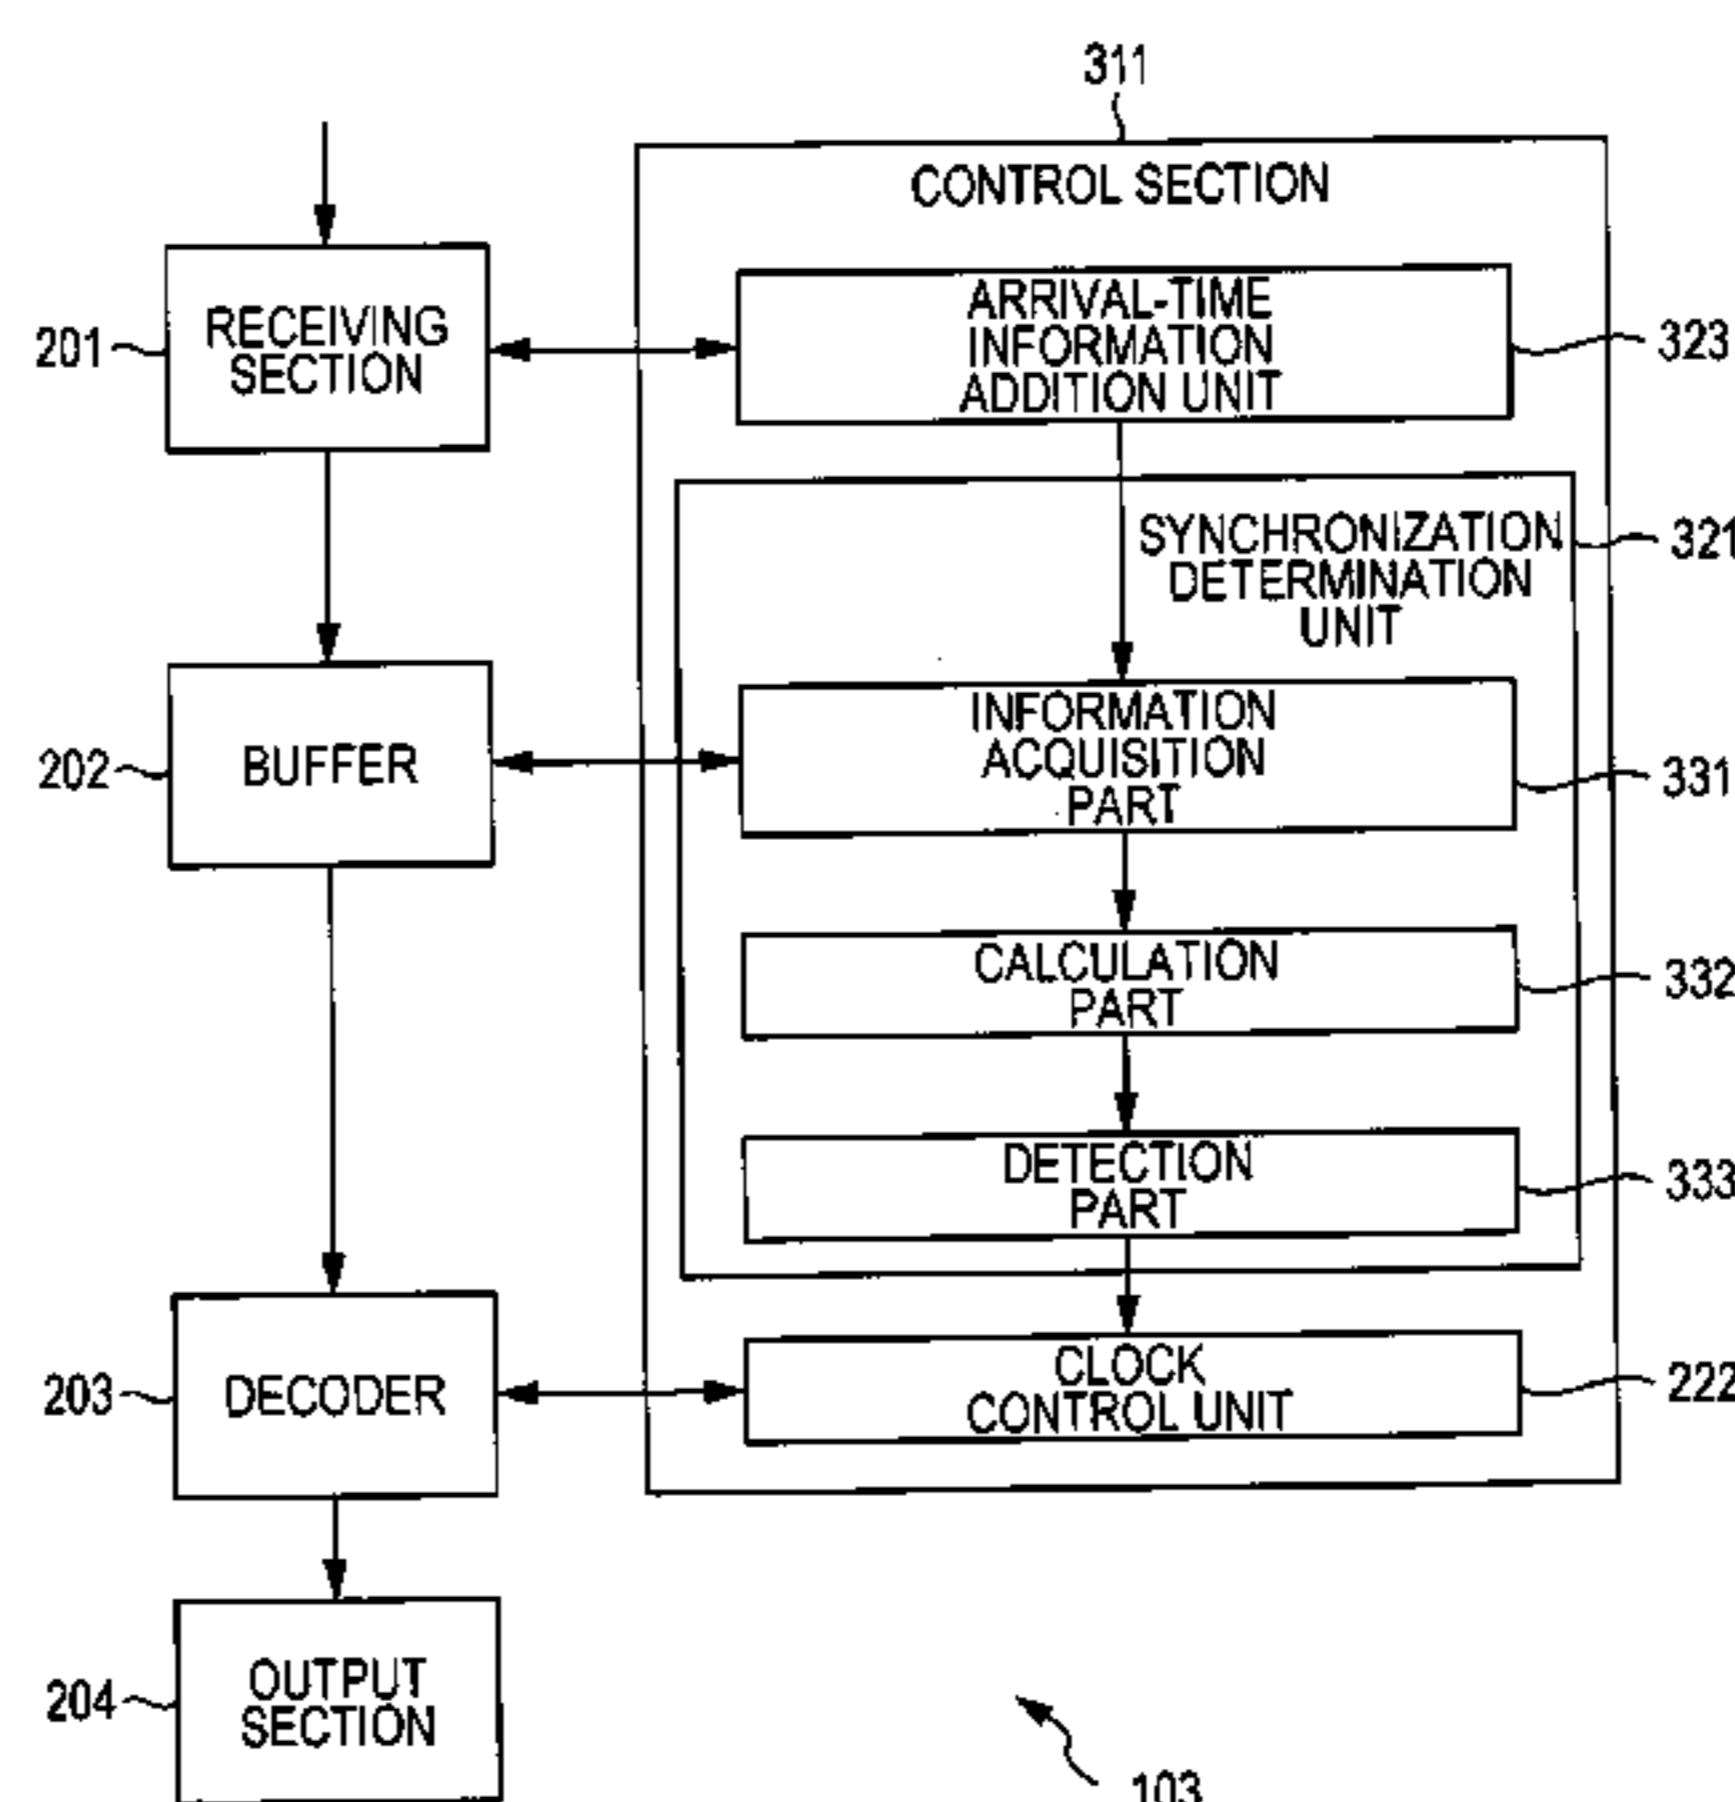 311
CONTROL SECTION
RECEIVING
SECTION
201
ARRIVAL-TIME
INFORMATION
ADDITION UNIT
323
SYNCHRONIZATION
DETERMINATION
UNIT
321
BUFFER
202
INFORMATION
ACQUISITION
PART
331
CALCULATION
PART
332
DETECTION
PART
333
DECODER
203
CLOCK
CONTROL UNIT
222
OUTPUT
SECTION
204
103